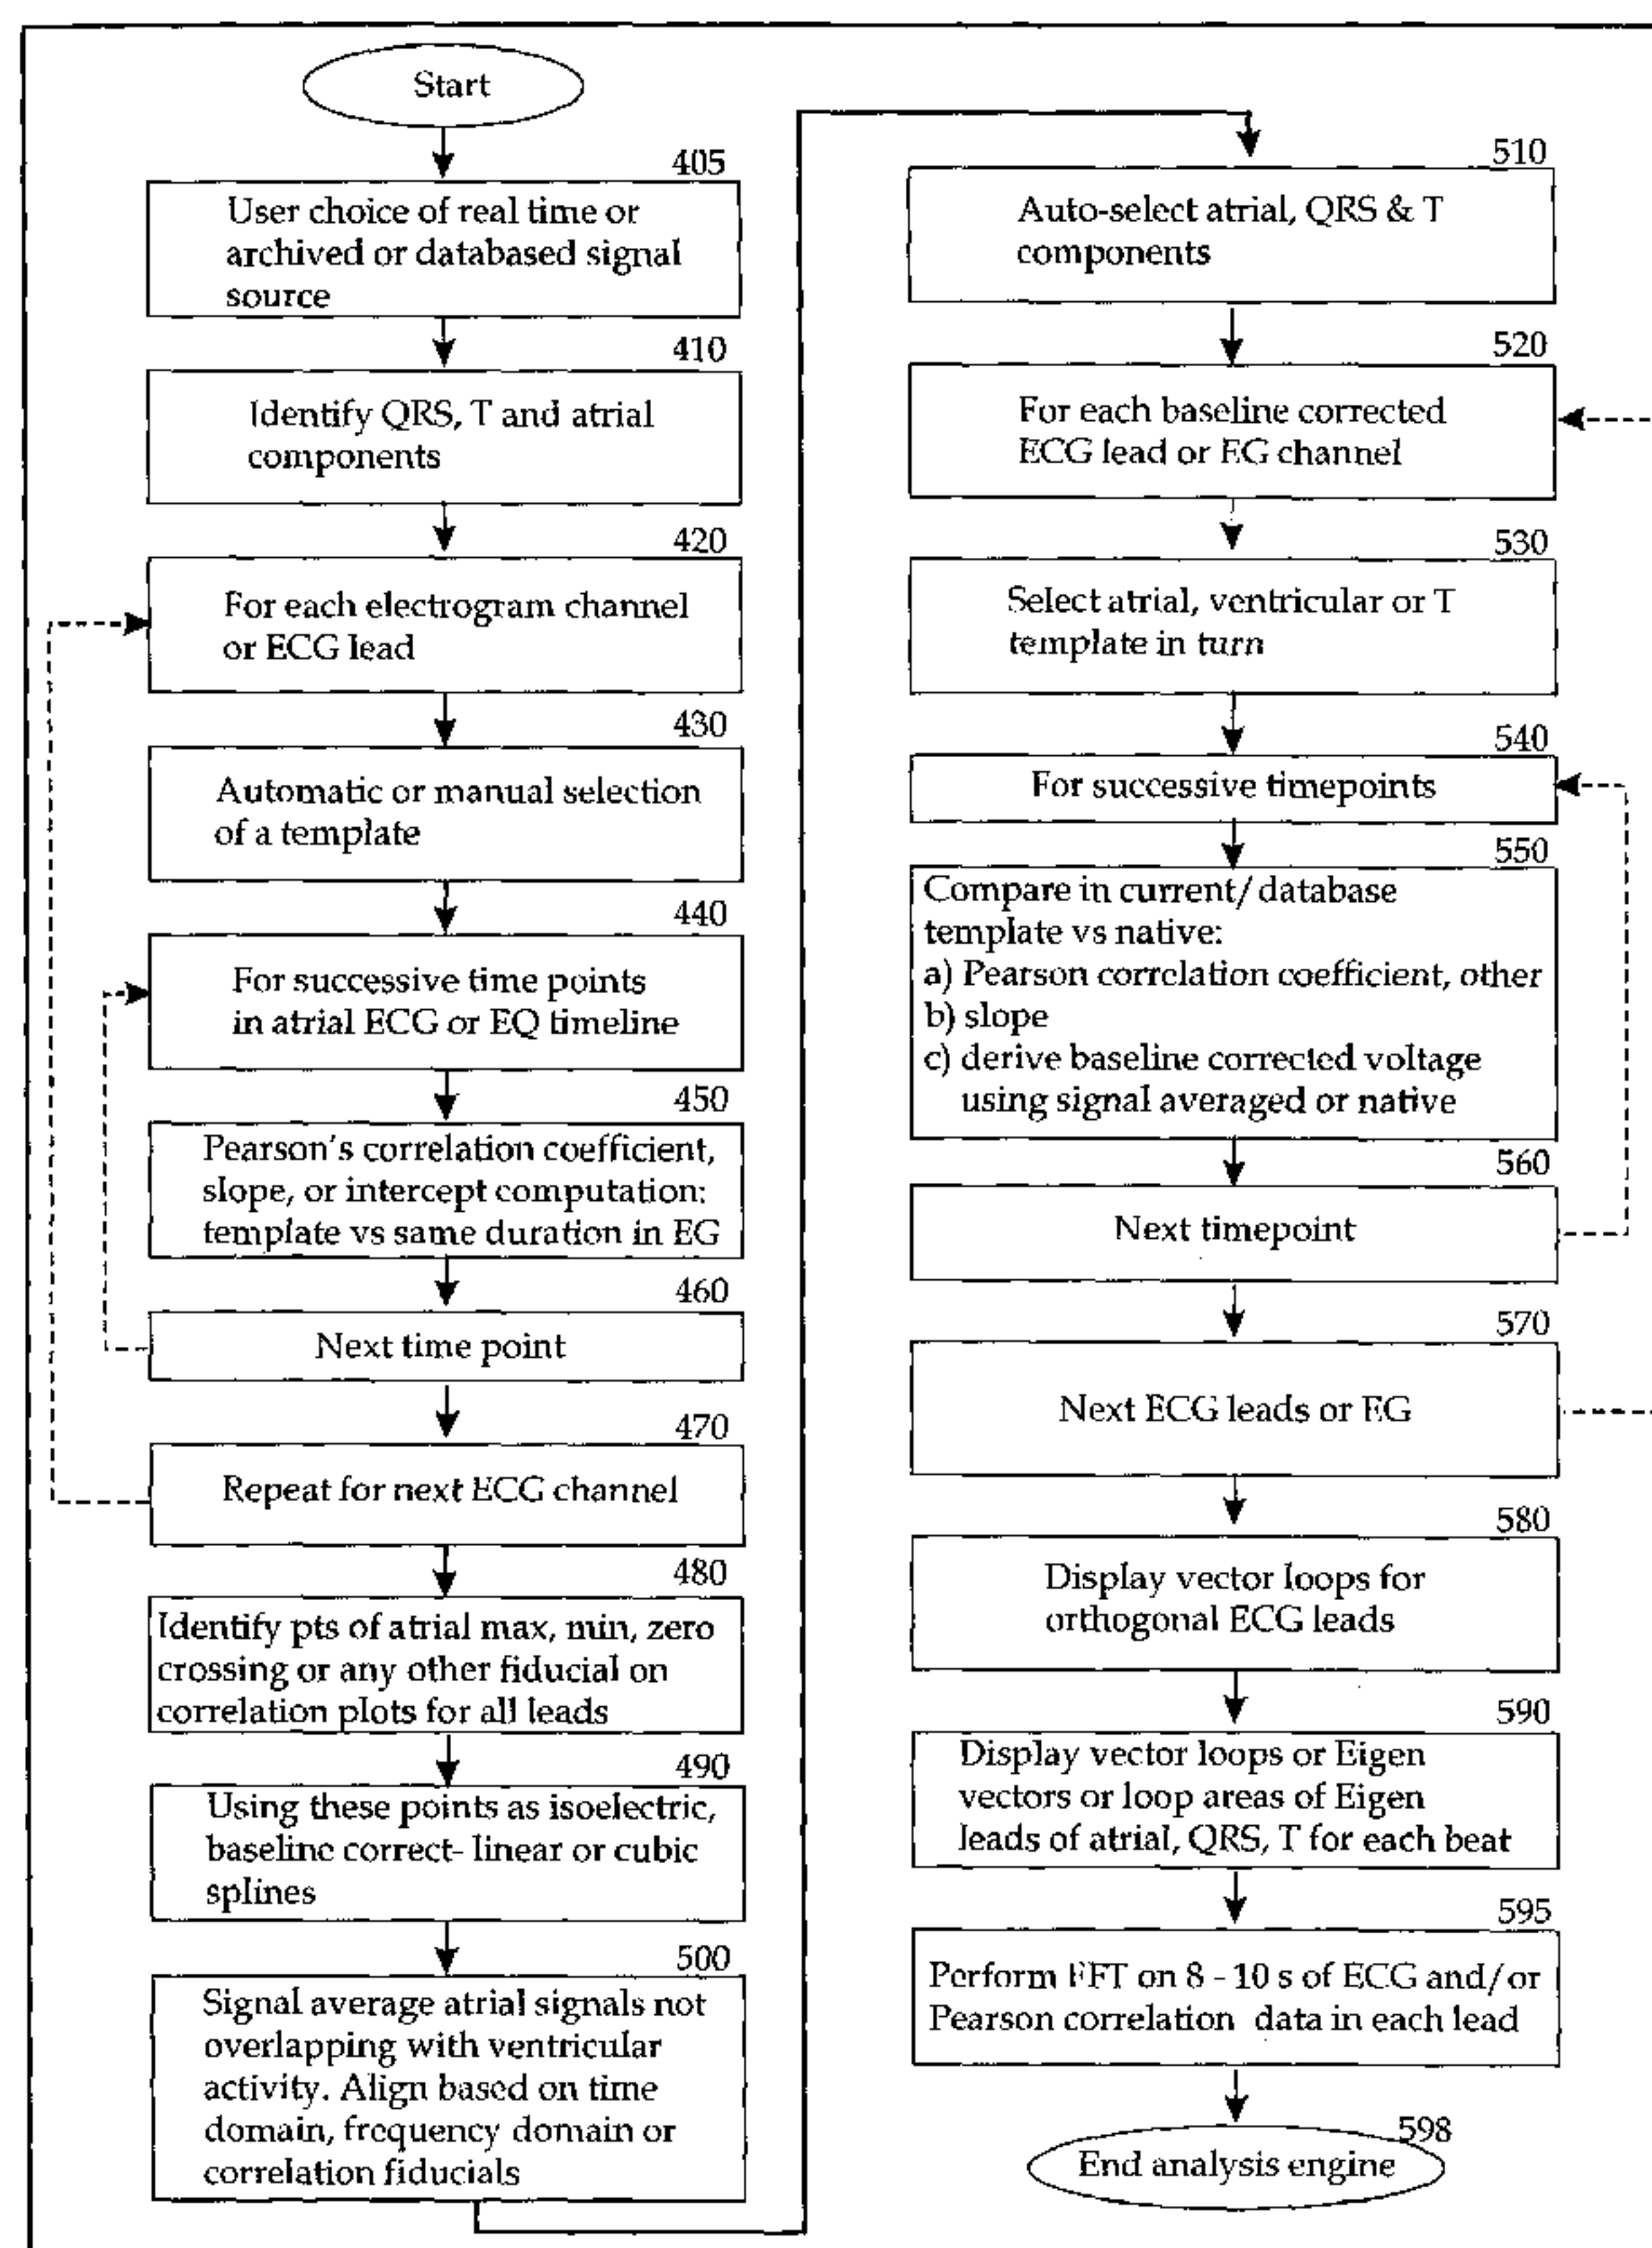 Start
405
User choice of real time or
archived or databased signal
source
410
Identify QRS, T and atrial
components
420
For each electrogram channel
or ECG lead
430
Automatic or manual selection
of a template
440
For successive time points
in atrial ECG or EQ timeline
450
Pearson's correlation coefficient,
slope, or intercept computation:
template vs same duration in EG
460
Next time point
470
Repeat for next ECG channel
480
Identify pts of atrial max, min, zero
crossing or any other fiducial on
correlation plots for all leads
490
Using these points as isoelectric,
baseline correct- linear or cubic
splines
500
Signal average atrial signals not
overlapping with ventricular
activity. Align based on time
domain, frequency domain or
correlation fiducials
510
Auto-select atrial, QRS & T
components
520
For each baseline corrected
ECG lead or EG channel
530
Select atrial, ventricular or T
template in turn
540
For successive timepoints
550
Compare in current/database
template vs native:
a) Pearson correlation coefficient, other
b) slope
c) derive baseline corrected voltage
using signal averaged or native
560
Next timepoint
570
Next ECG leads or EG
580
Display vector loops for
orthogonal ECG leads
590
Display vector loops or Eigen
vectors or loop areas of Eigen
leads of atrial, QRS, T for each beat
595
Perform FFT on 8 - 10 s of ECG and/or
Pearson correlation data in each lead
598
End analysis engine